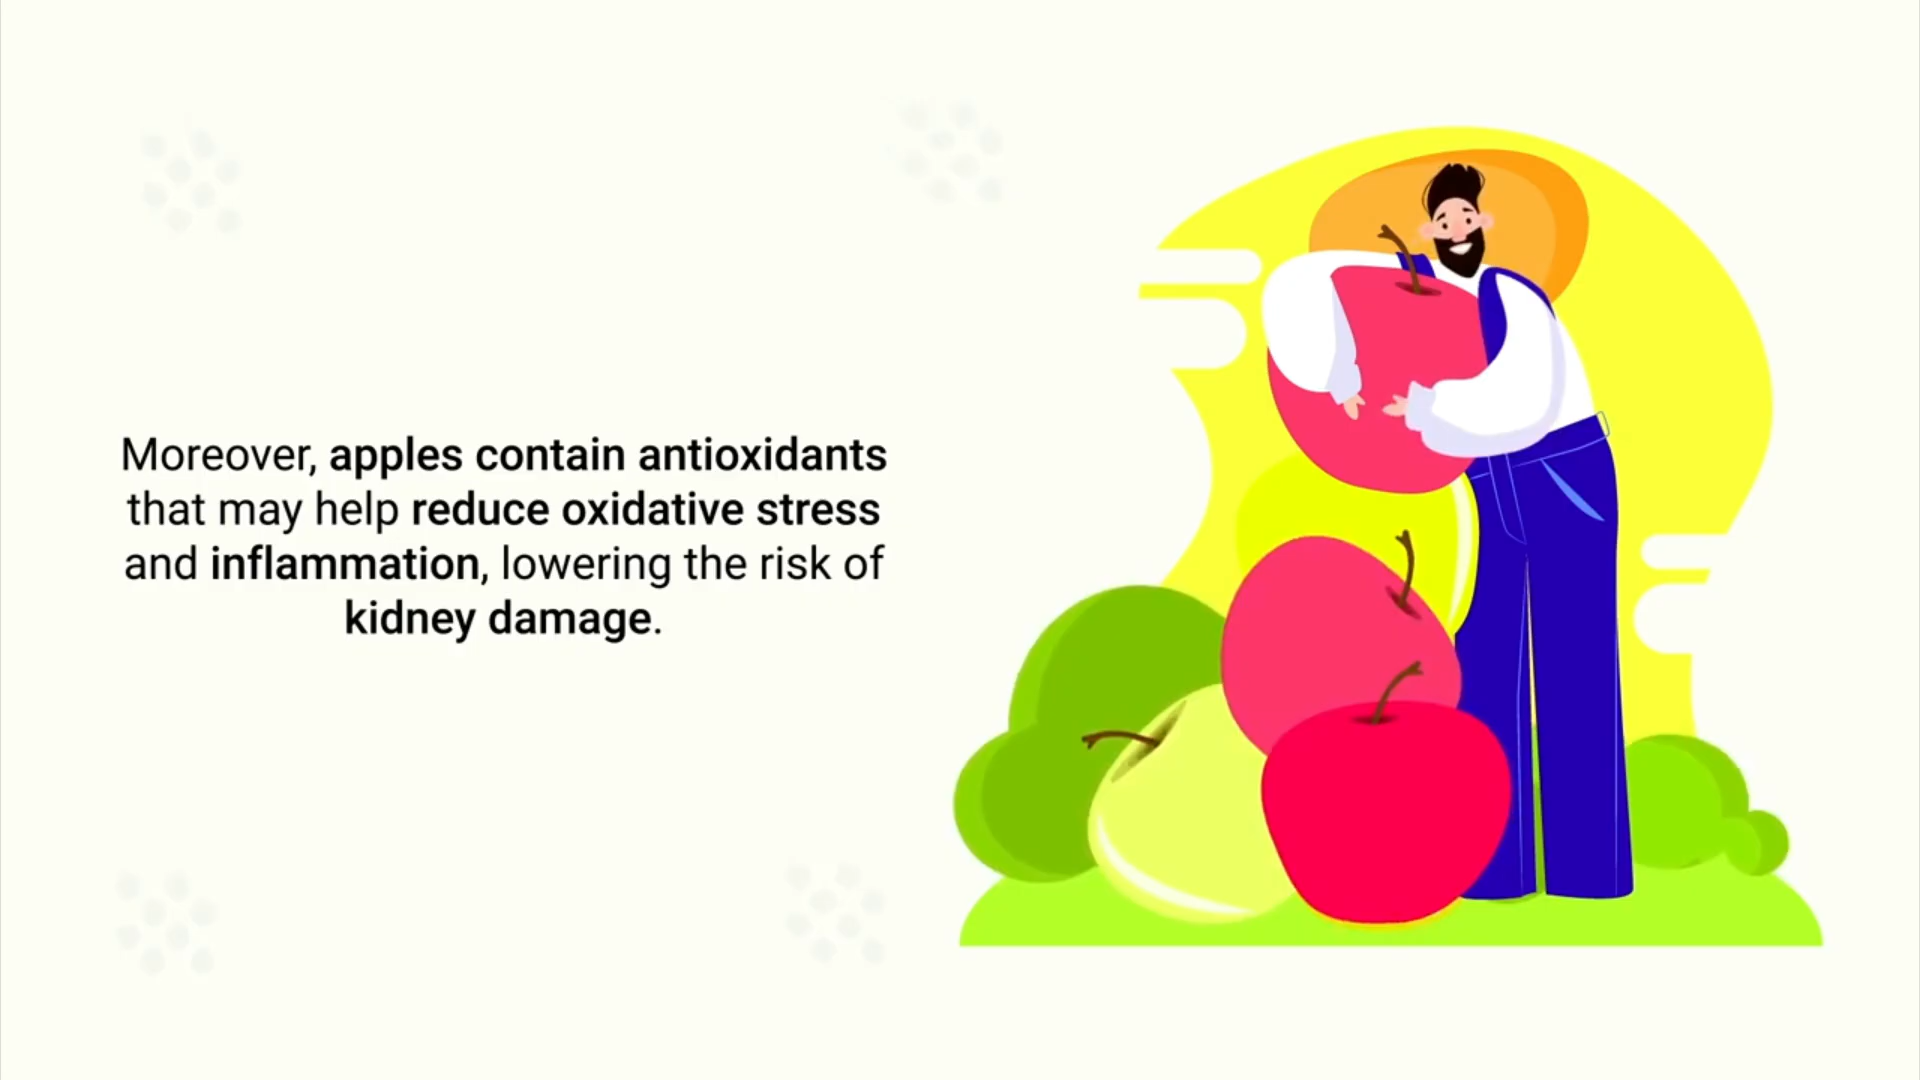 Moreover, apples contain antioxidants
that may help reduce oxidative stress
and inflammation, lowering the risk of
kidney damage.